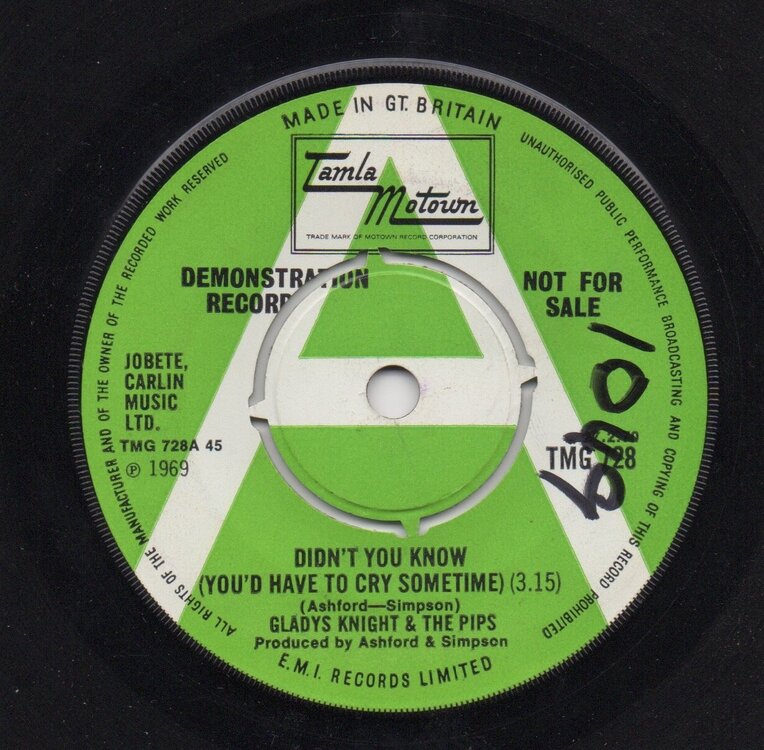 MADE IN GT. BRITAIN
UNAUTHORISED PUBLIC PERFORMANCE BROADCASTING AND COPYING OF THIS RECORD PROHIBITED
ALL RIGHTS OF THE MANUFACTURER AND OF THE OWNER OF THE RECORDED WORK RESERVED
Tamla
Motown
TRADE MARK OF MOTOWN RECORD CORPORATION
DEMONSTRATION
RECORD
NOT FOR
SALE
JOBETE,
CARLIN
MUSIC
LTD.
TMG 728A 45
℗ 1969
TMG 728
1049
DIDN'T YOU KNOW
(YOU'D HAVE TO CRY SOMETIME) (3.15)
(Ashford—Simpson)
GLADYS KNIGHT & THE PIPS
Produced by Ashford & Simpson
E.M.I. RECORDS LIMITED